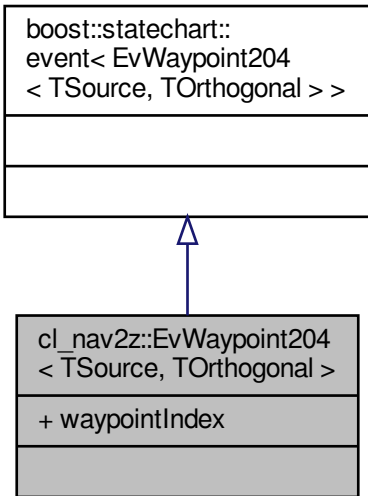 boost::statechart::
event< EvWaypoint204
< TSource, TOrthogonal > >
cl_nav2z::EvWaypoint204
< TSource, TOrthogonal >
+ waypointIndex